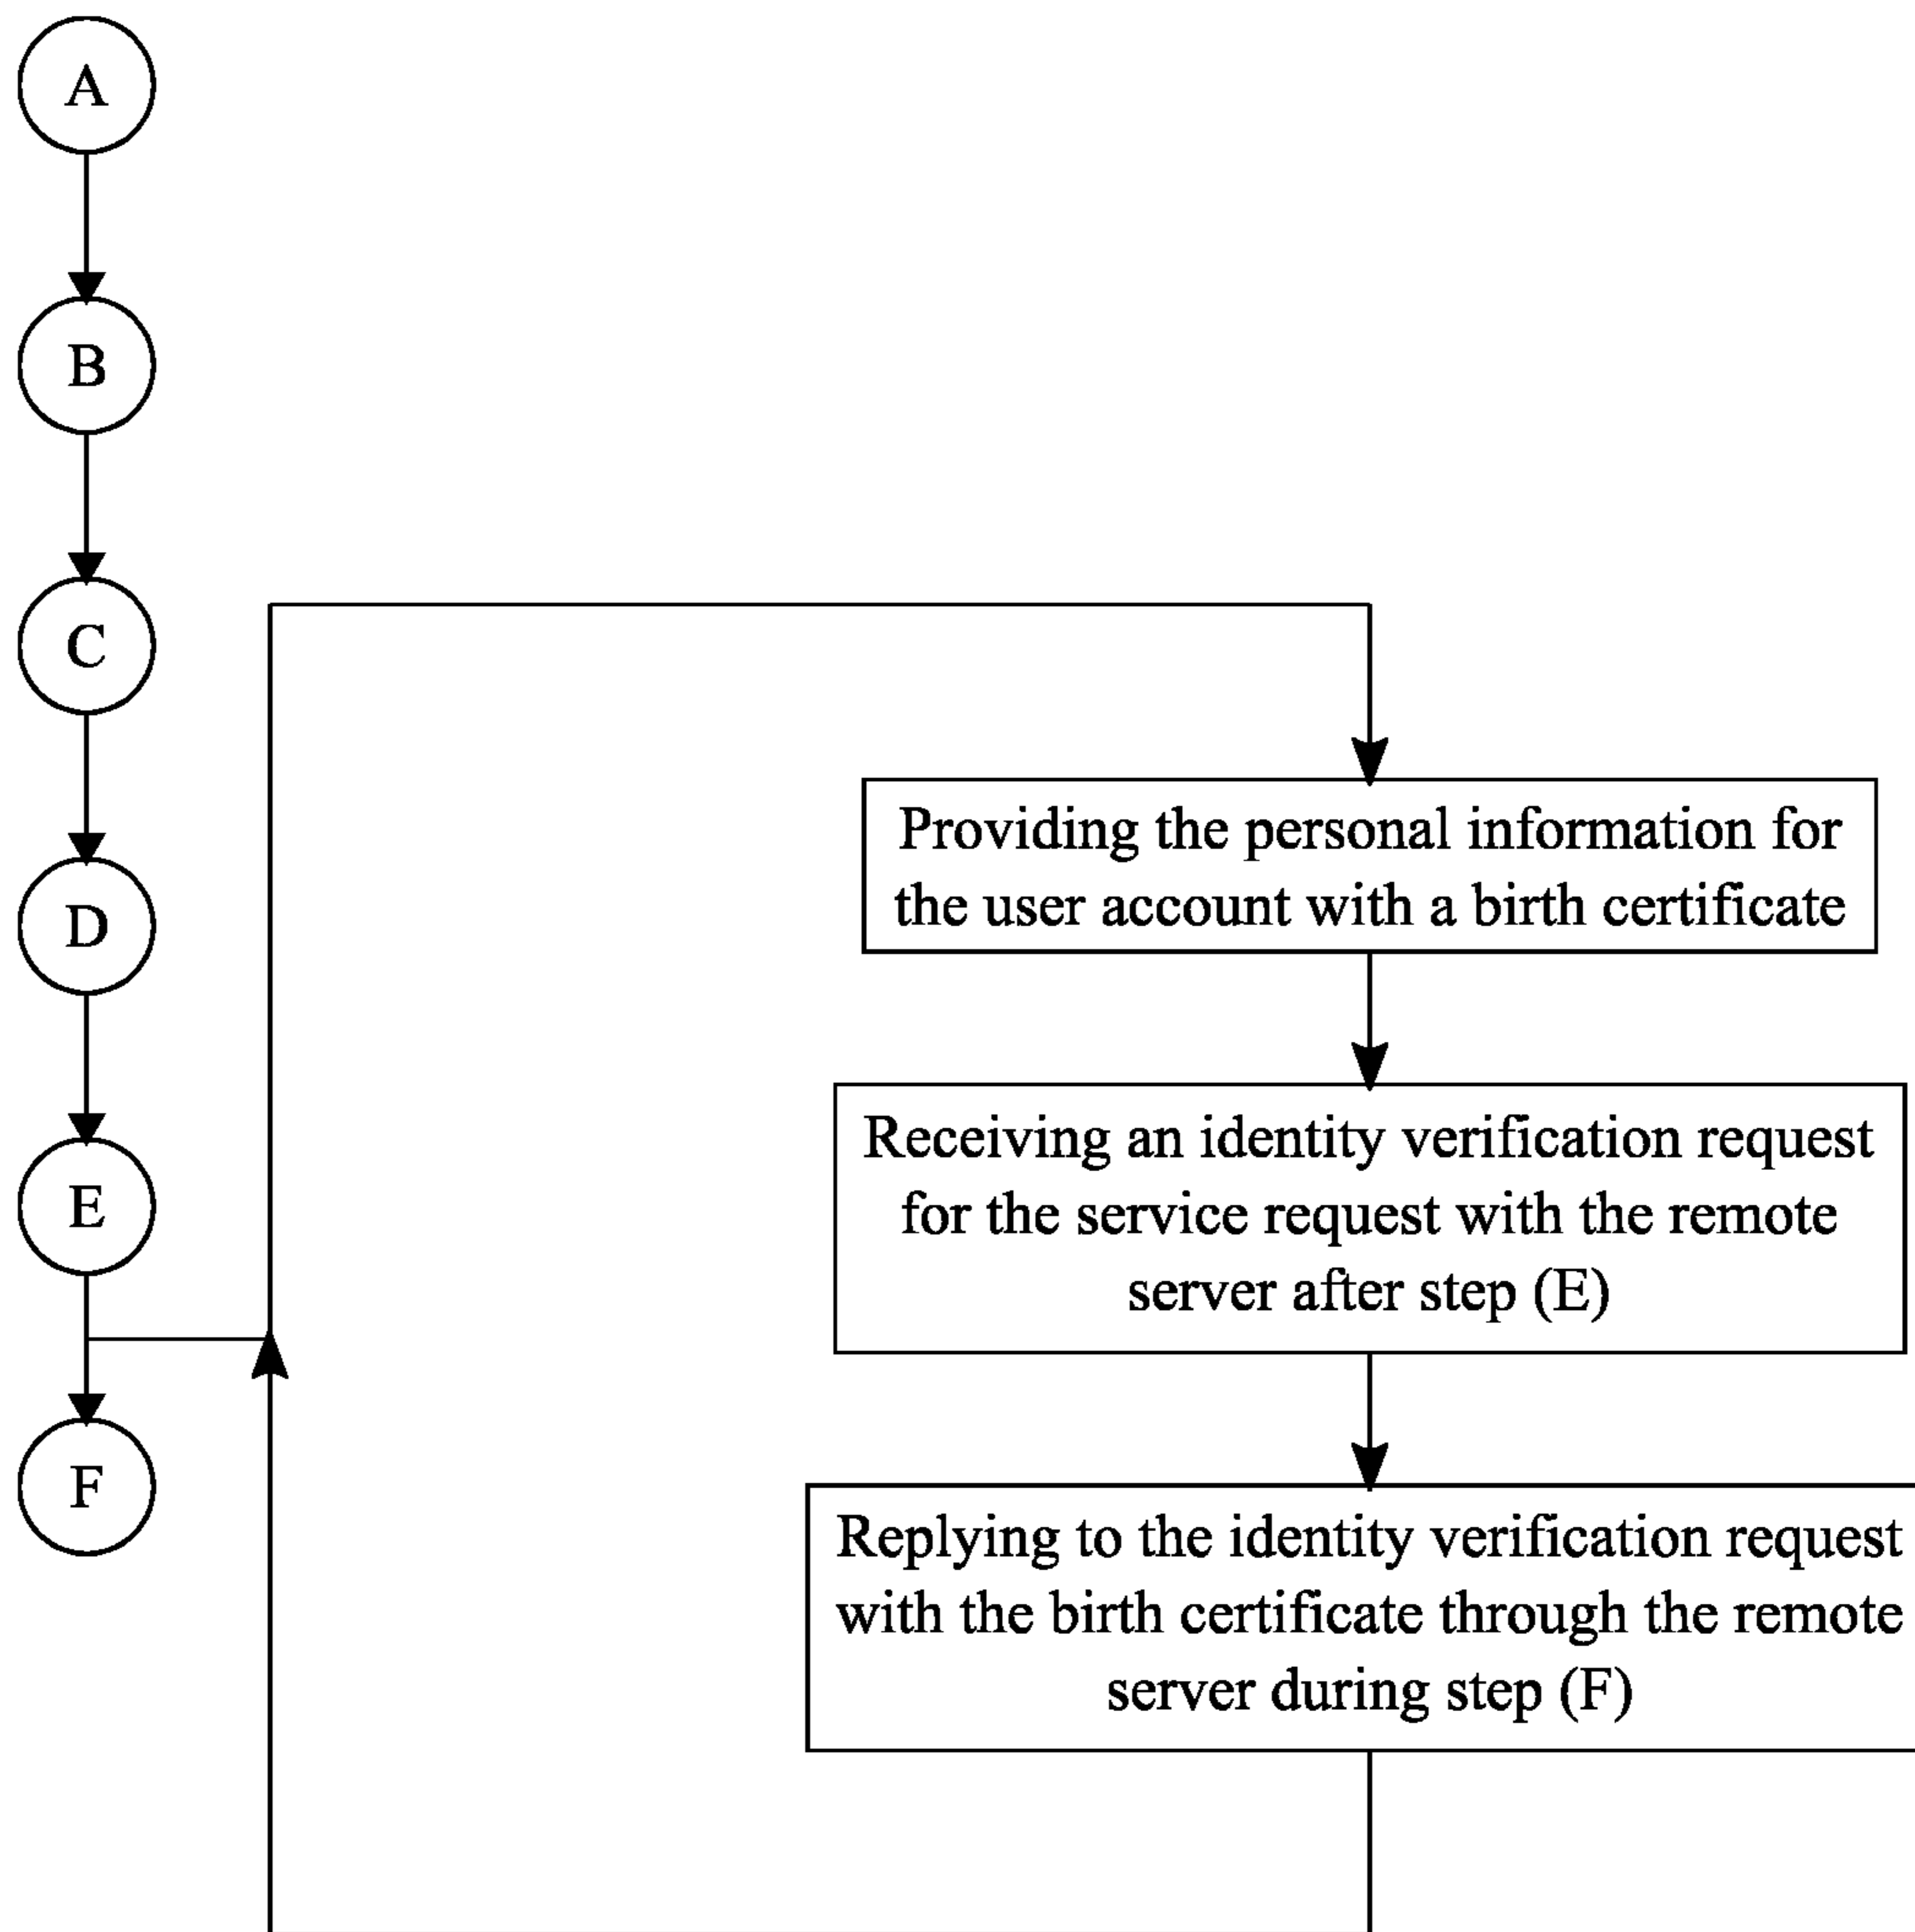 A
B
C
D
E
F
Providing the personal information for
the user account with a birth certificate
Receiving an identity verification request
for the service request with the remote
server after step (E)
Replying to the identity verification request
with the birth certificate through the remote
server during step (F)